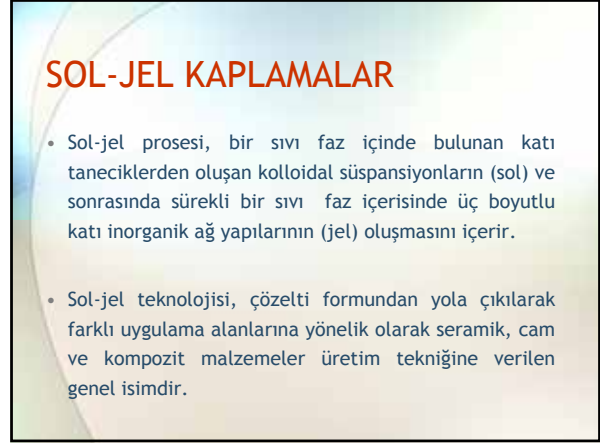 SOL-JEL KAPLAMALAR
• Sol-jel prosesi, bir sıvı faz içinde bulunan katı
taneciklerden oluşan kolloidal süspansiyonların (sol) ve
sonrasında sürekli bir sıvı faz içerisinde üç boyutlu
katı inorganik ağ yapılarının (jel) oluşmasını içerir.
• Sol-jel teknolojisi, çözelti formundan yola çıkılarak
farklı uygulama alanlarına yönelik olarak seramik, cam
ve kompozit malzemeler üretim tekniğine verilen
genel isimdir.